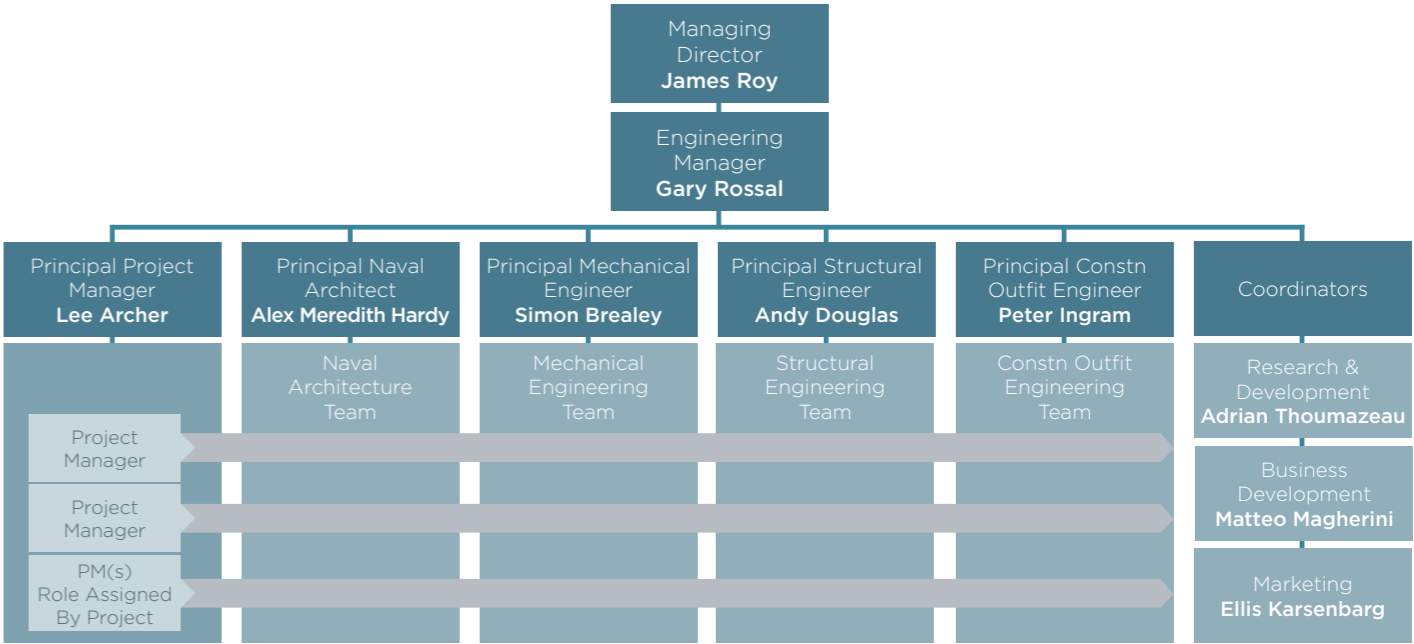 Managing
Director
James Roy
Engineering
Manager
Gary Rossal
Principal Project
Manager
Lee Archer
Principal Naval
Architect
Alex Meredith Hardy
Principal Mechanical
Engineer
Simon Brealey
Principal Structural
Engineer
Andy Douglas
Principal Constn
Outfit Engineer
Peter Ingram
Coordinators
Naval
Architecture
Team
Mechanical
Engineering
Team
Structural
Engineering
Team
Constn Outfit
Engineering
Team
Research &
Development
Adrian Thoumazeau
Project
Manager
Business
Development
Matteo Magherini
Project
Manager
PM(s)
Role Assigned
By Project
Marketing
Ellis Karsenbarg